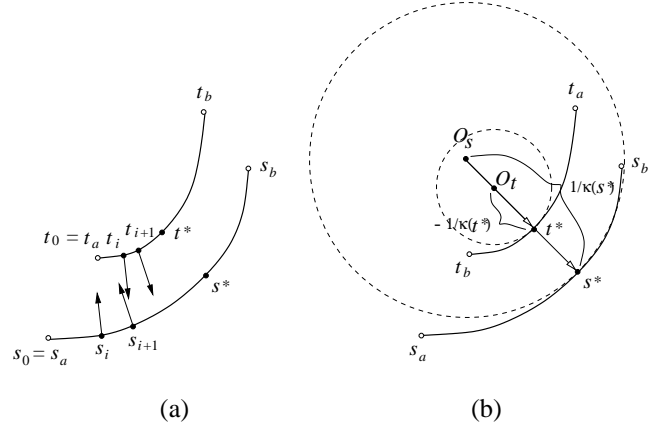 t_b
s_b
t_0 = t_a t_i t_{i+1} t*
s*
s_0 = s_a s_i s_{i+1}
(a)
t_a
O_s
s_b
O_t
1/κ(s*)
- 1/κ(t*)
t*
t_b
s*
s_a
(b)